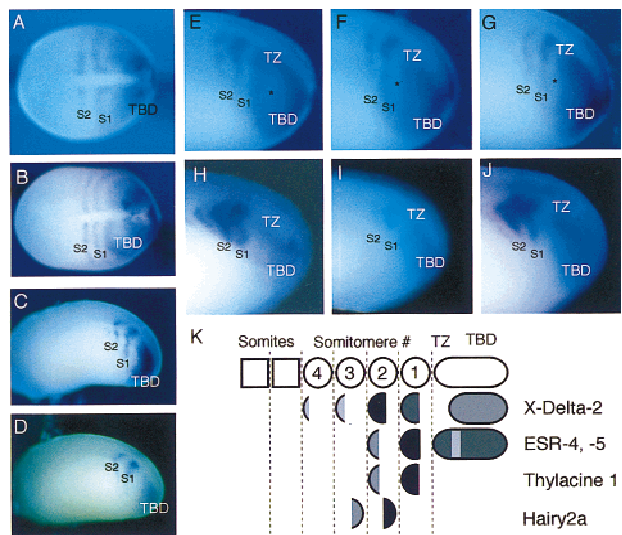 A
S2 S1 TBD
B
S2 S1 TBD
C
S2
S1
TBD
D
S2
S1
TBD
E
TZ
*
S2 S1
TBD
F
TZ
*
S2 S1
TBD
G
TZ
*
S2 S1
TBD
H
TZ
S2 S1
TBD
I
TZ
S2 S1
TBD
J
TZ
S2 S1
TBD
K
Somites Somitomere # TZ TBD
4 3 2 1
X-Delta-2
ESR-4, -5
Thylacine 1
Hairy2a